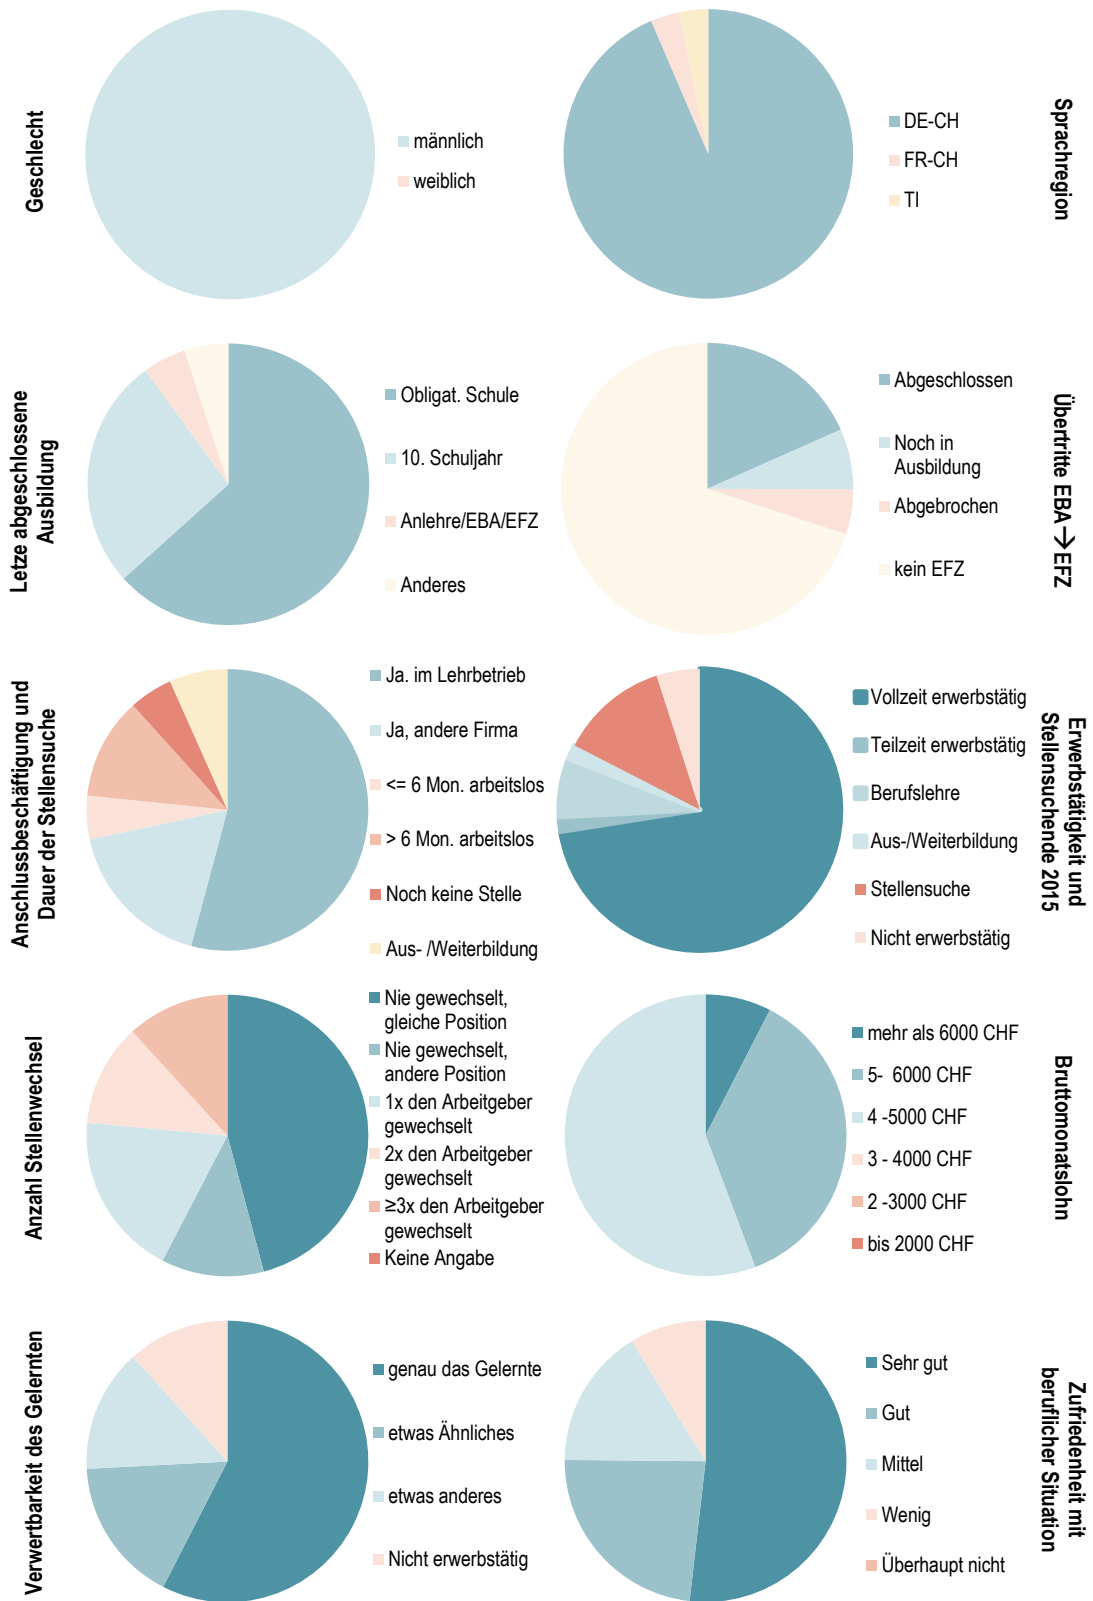 Geschlecht
männlich
weiblich
DE-CH
FR-CH
TI
Sprachregion
Letze abgeschlossene
Ausbildung
Obligat. Schule
10. Schuljahr
Anlehre/EBA/EFZ
Anderes
Abgeschlossen
Noch in
Ausbildung
Abgebrochen
kein EFZ
Übertritte EBA→EFZ
Anschlussbeschäftigung und
Dauer der Stellensuche
Ja. im Lehrbetrieb
Ja, andere Firma
<= 6 Mon. arbeitslos
> 6 Mon. arbeitslos
Noch keine Stelle
Aus- /Weiterbildung
Vollzeit erwerbstätig
Teilzeit erwerbstätig
Berufslehre
Aus-/Weiterbildung
Stellensuche
Nicht erwerbstätig
Erwerbstätigkeit und
Stellensuchende 2015
Anzahl Stellenwechsel
Nie gewechselt,
gleiche Position
Nie gewechselt,
andere Position
1x den Arbeitgeber
gewechselt
2x den Arbeitgeber
gewechselt
≥3x den Arbeitgeber
gewechselt
Keine Angabe
mehr als 6000 CHF
5- 6000 CHF
4 -5000 CHF
3 - 4000 CHF
2 -3000 CHF
bis 2000 CHF
Bruttomonatslohn
Verwertbarkeit des Gelernten
genau das Gelernte
etwas Ähnliches
etwas anderes
Nicht erwerbstätig
Sehr gut
Gut
Mittel
Wenig
Überhaupt nicht
Zufriedenheit mit
beruflicher Situation